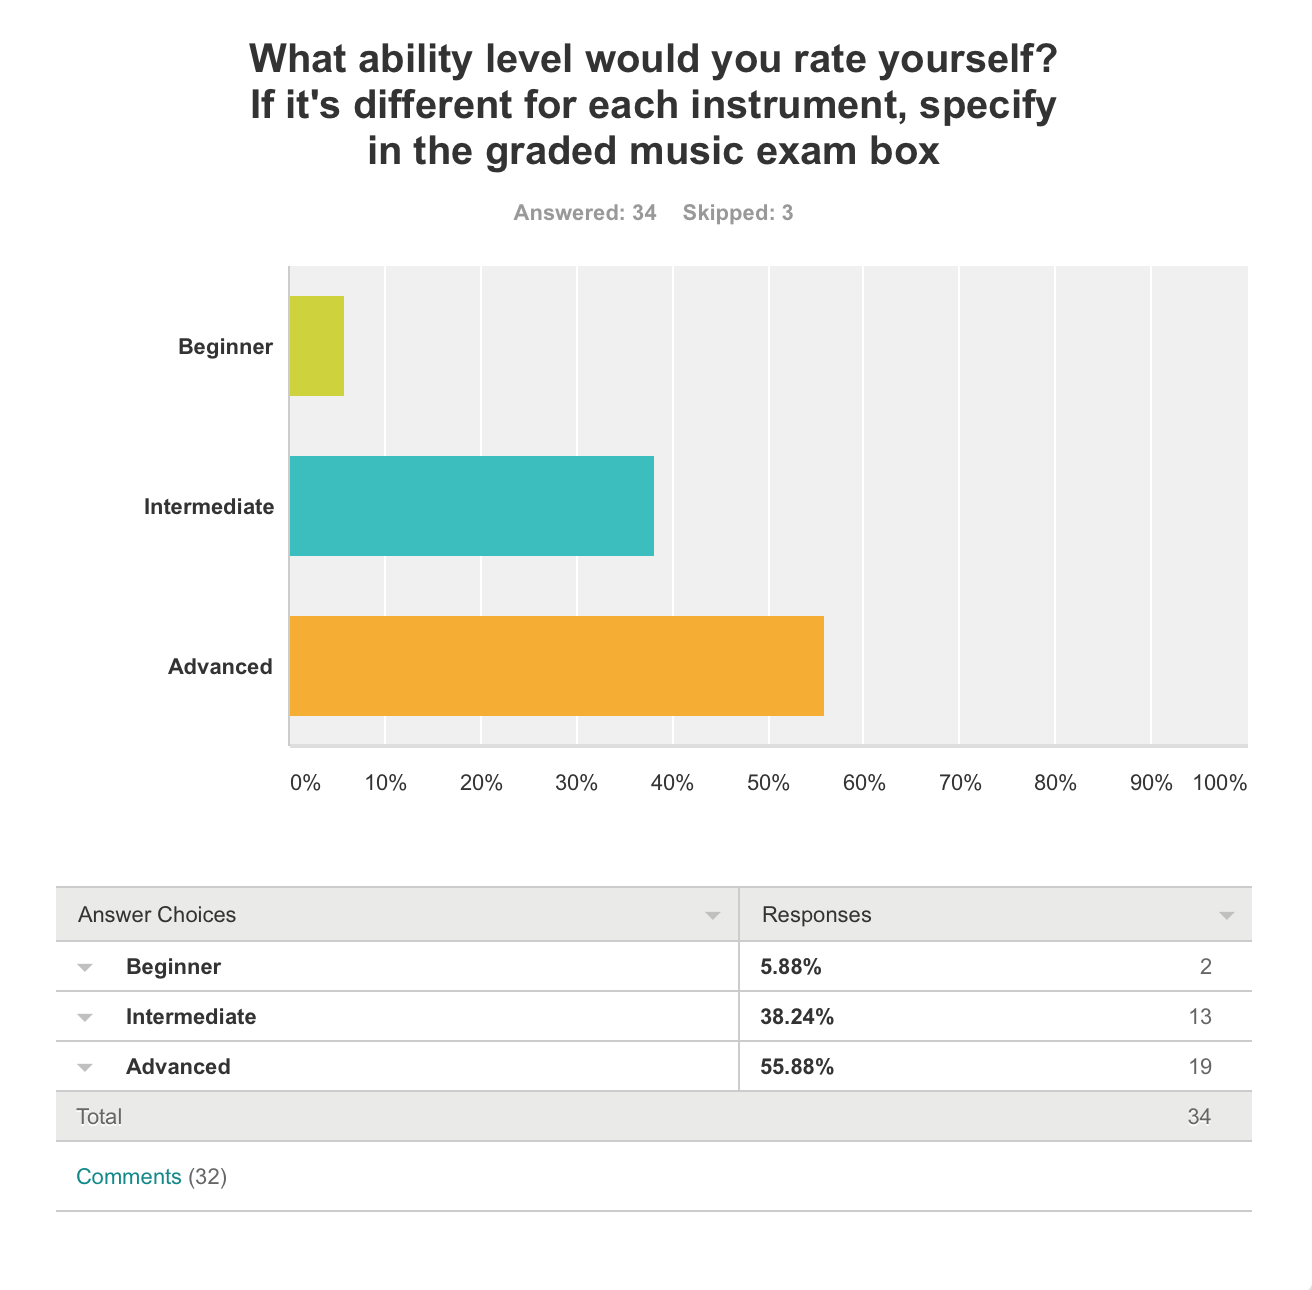 What ability level would you rate yourself?
If it's different for each instrument, specify
in the graded music exam box
Answered: 34 Skipped: 3
Beginner
Intermediate
Advanced
0% 10% 20% 30% 40% 50% 60% 70% 80% 90% 100%
Answer Choices Responses
Beginner 5.88% 2
Intermediate 38.24% 13
Advanced 55.88% 19
Total 34
Comments (32)